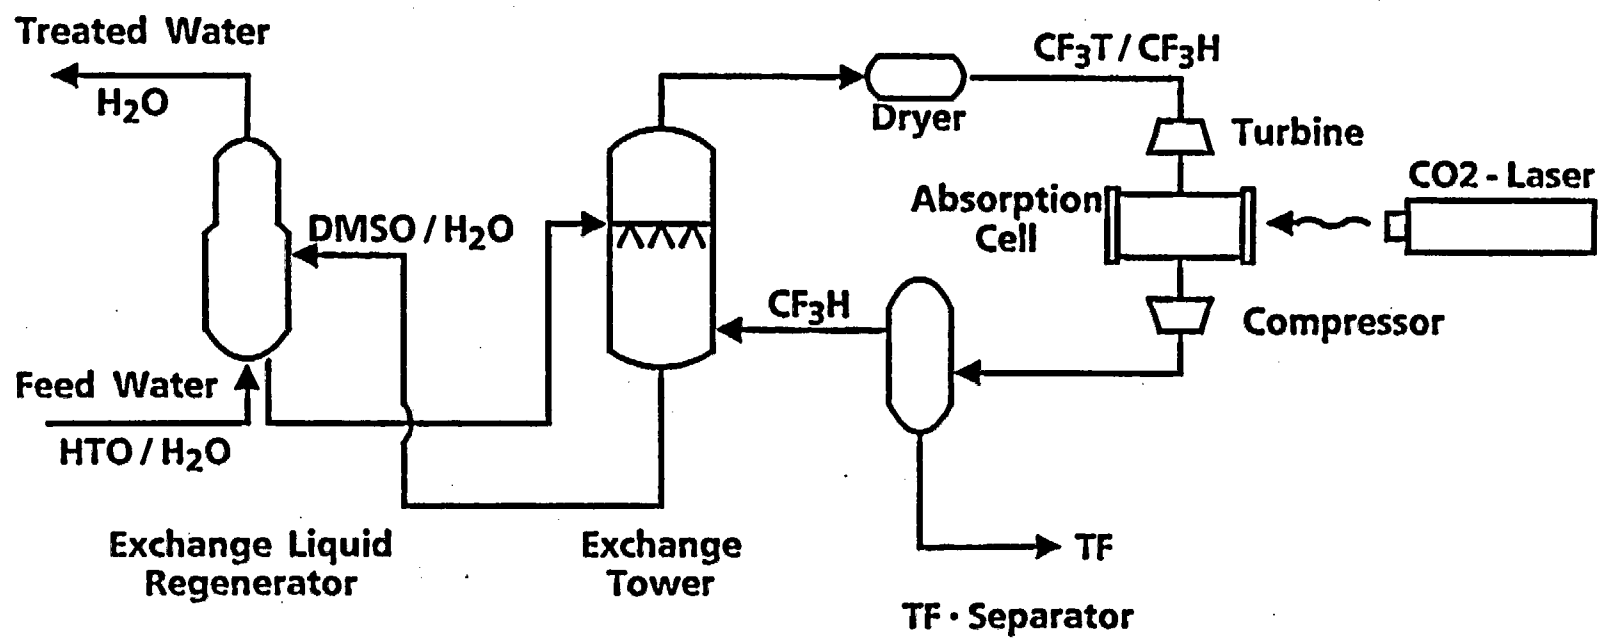 Treated Water
H2O
CF3T / CF3H
Dryer
Turbine
CO2 - Laser
Absorption
Cell
DMSO / H2O
CF3H
Compressor
Feed Water
HTO / H2O
Exchange Liquid
Regenerator
Exchange
Tower
TF
TF · Separator